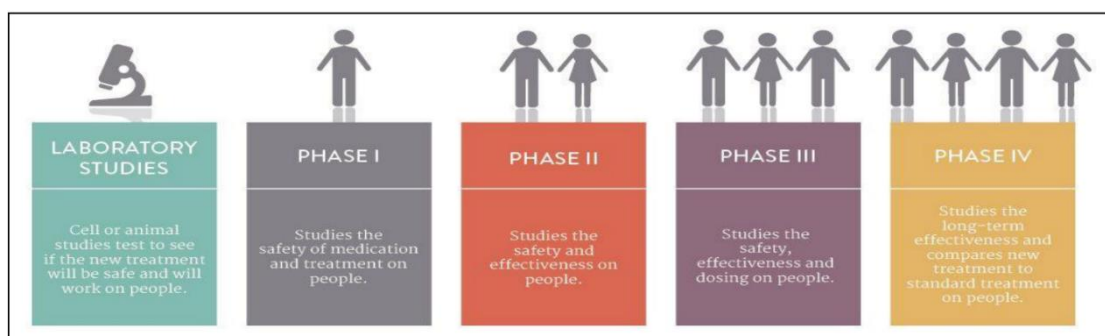 LABORATORY
STUDIES
Cell or animal
studies test to see
if the new treatment
will be safe and will
work on people.
PHASE I
Studies the
safety of medication
and treatment on
people.
PHASE II
Studies the
safety and
effectiveness on
people.
PHASE III
Studies the
safety,
effectiveness and
dosing on people.
PHASE IV
Studies the
long-term
effectiveness and
compares new
treatment to
standard treatment
on people.